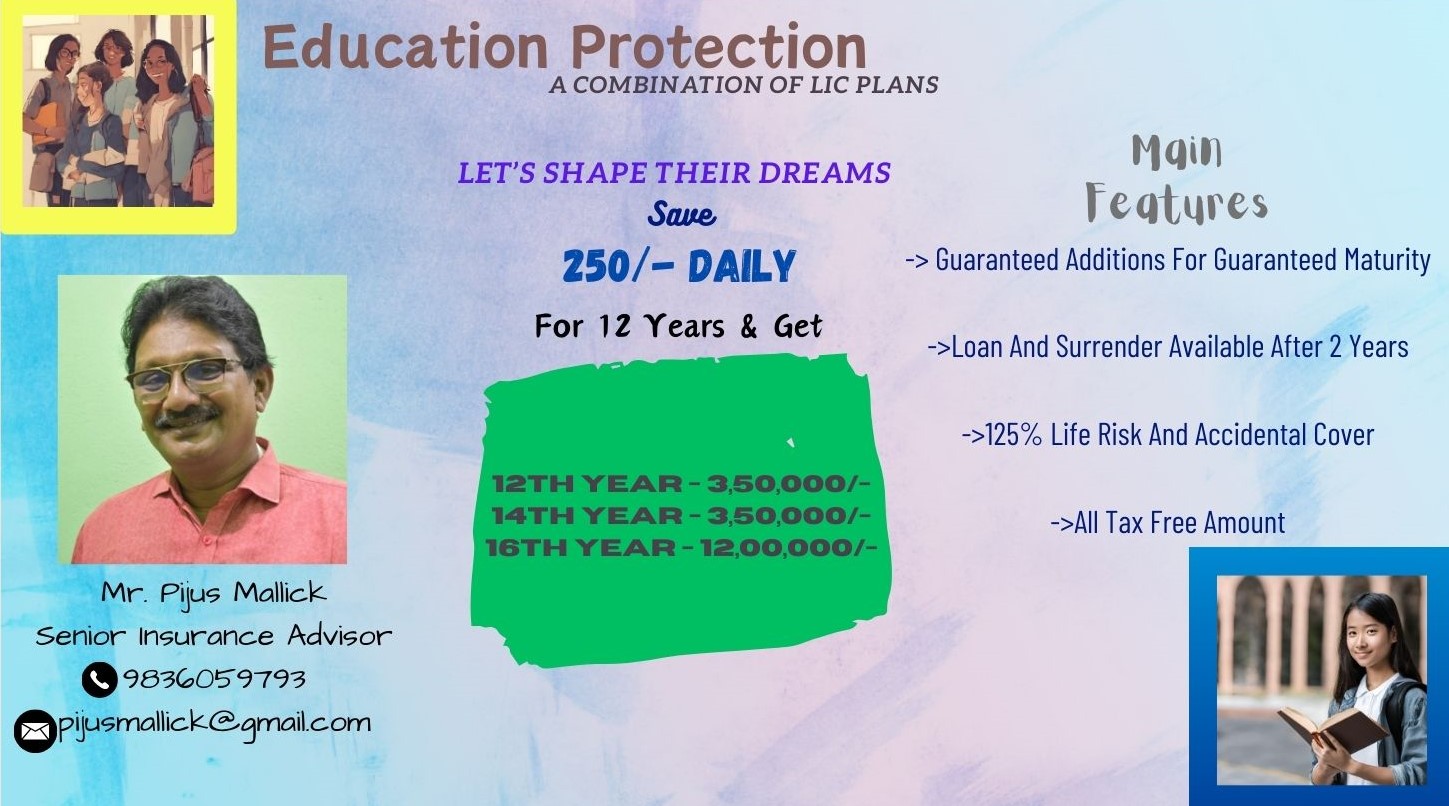 Education Protection
A COMBINATION OF LIC PLANS
LET'S SHAPE THEIR DREAMS
Save
250/- DAILY
For 12 Years & Get
12TH YEAR - 3,50,000/-
14TH YEAR - 3,50,000/-
16TH YEAR - 12,00,000/-
Main
Features
-> Guaranteed Additions For Guaranteed Maturity
->Loan And Surrender Available After 2 Years
->125% Life Risk And Accidental Cover
->All Tax Free Amount
Mr. Pijus Mallick
Senior Insurance Advisor
9836059793
pijusmallick@gmail.com